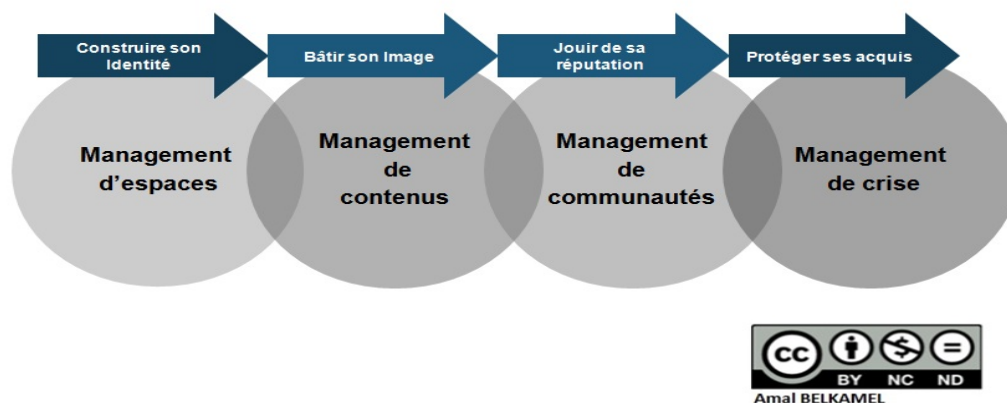 Construire son
Identité
Bâtir son Image
Jouir de sa
réputation
Protéger ses acquis
Management
d'espaces
Management
de
contenus
Management
de
communautés
Management
de crise
cc
BY NC ND
Amal BELKAMEL